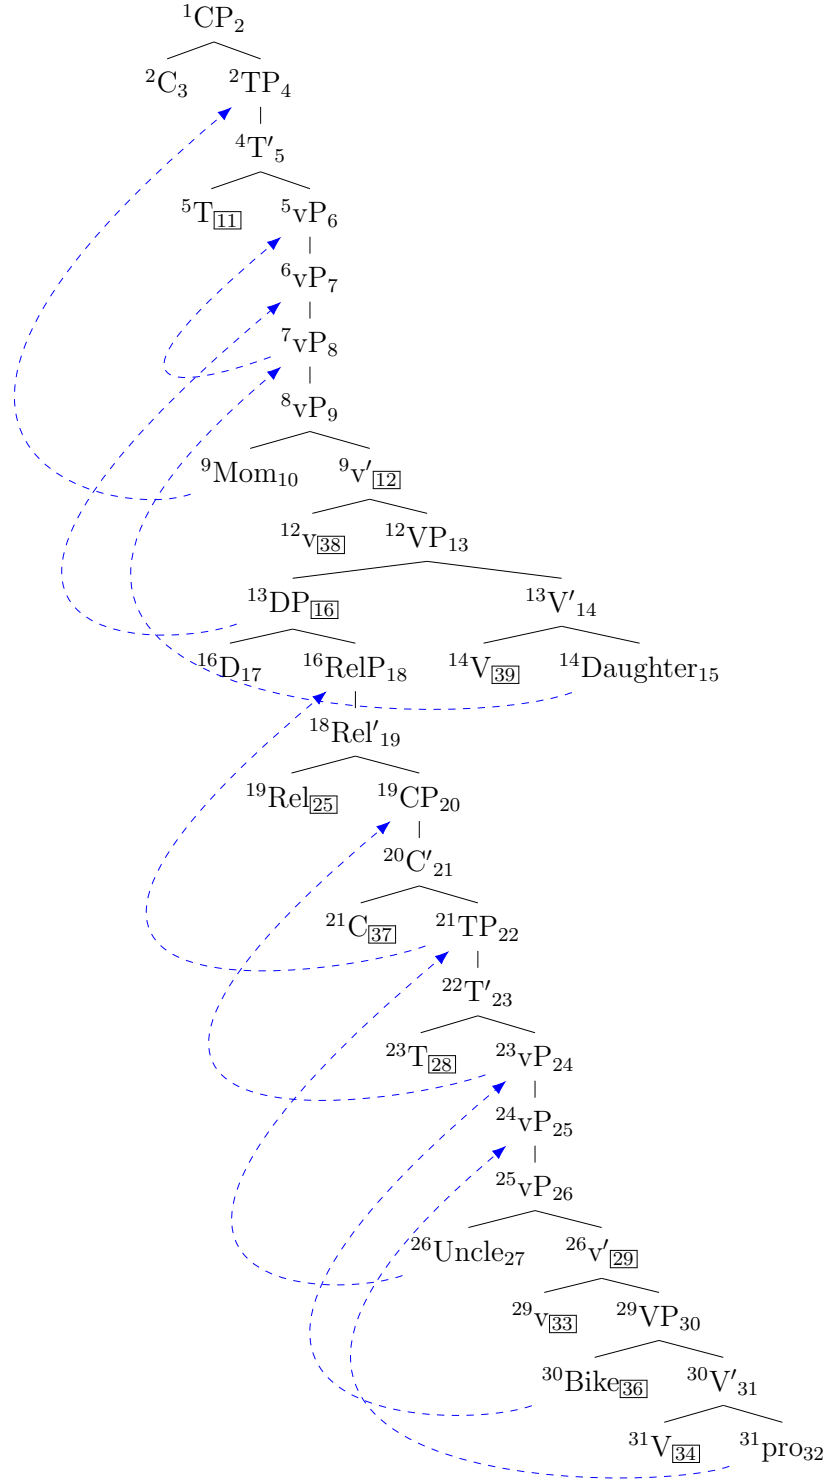 ¹CP₂
²C₃ ²TP₄
⁴T′₅
⁵T₁₁ ⁵vP₆
⁶vP₇
⁷vP₈
⁸vP₉
⁹Mom₁₀ ⁹v′₁₂
¹²v₃₈ ¹²VP₁₃
¹³DP₁₆ ¹³V′₁₄
¹⁶D₁₇ ¹⁶RelP₁₈ ¹⁴V₃₉ ¹⁴Daughter₁₅
¹⁸Rel′₁₉
¹⁹Rel₂₅ ¹⁹CP₂₀
²⁰C′₂₁
²¹C₃₇ ²¹TP₂₂
²²T′₂₃
²³T₂₈ ²³vP₂₄
²⁴vP₂₅
²⁵vP₂₆
²⁶Uncle₂₇ ²⁶v′₂₉
²⁹v₃₃ ²⁹VP₃₀
³⁰Bike₃₆ ³⁰V′₃₁
³¹V₃₄ ³¹pro₃₂